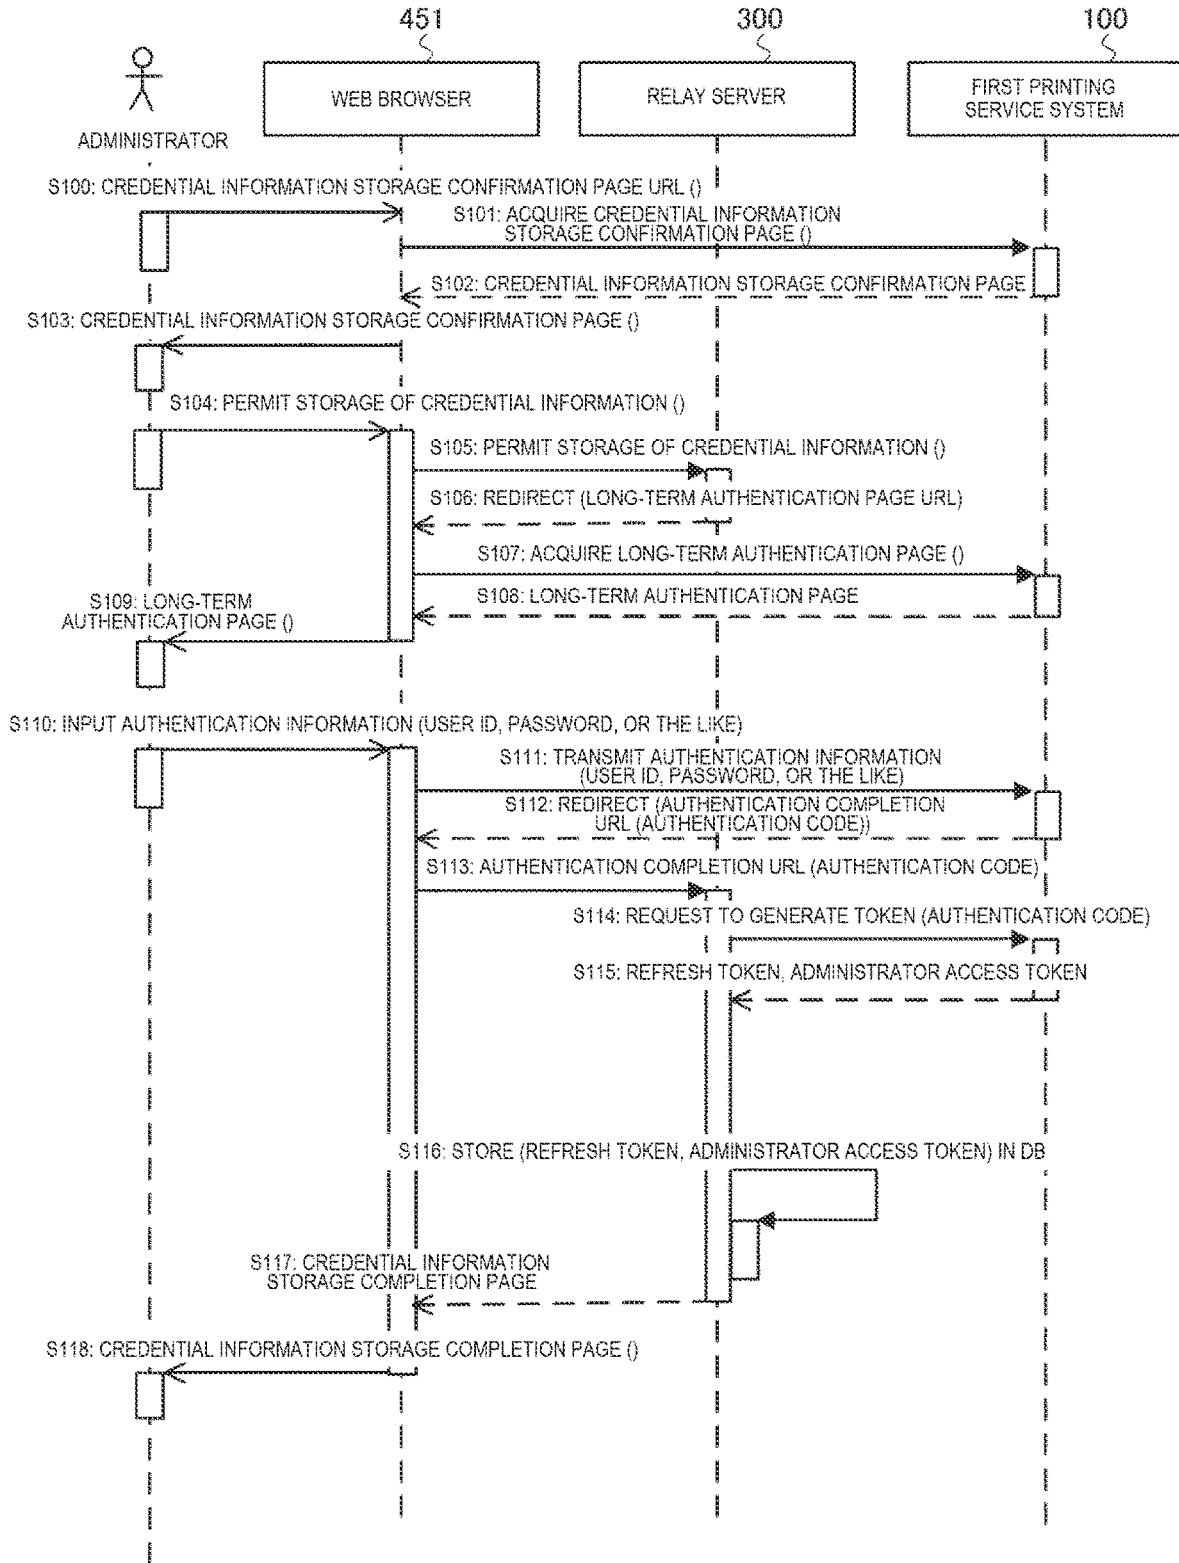 451
300
100
WEB BROWSER
RELAY SERVER
FIRST PRINTING
SERVICE SYSTEM
ADMINISTRATOR
S100: CREDENTIAL INFORMATION STORAGE CONFIRMATION PAGE URL ()
S101: ACQUIRE CREDENTIAL INFORMATION
STORAGE CONFIRMATION PAGE ()
S102: CREDENTIAL INFORMATION STORAGE CONFIRMATION PAGE
S103: CREDENTIAL INFORMATION STORAGE CONFIRMATION PAGE ()
S104: PERMIT STORAGE OF CREDENTIAL INFORMATION ()
S105: PERMIT STORAGE OF CREDENTIAL INFORMATION ()
S106: REDIRECT (LONG-TERM AUTHENTICATION PAGE URL)
S107: ACQUIRE LONG-TERM AUTHENTICATION PAGE ()
S108: LONG-TERM AUTHENTICATION PAGE
S109: LONG-TERM
AUTHENTICATION PAGE ()
S110: INPUT AUTHENTICATION INFORMATION (USER ID, PASSWORD, OR THE LIKE)
S111: TRANSMIT AUTHENTICATION INFORMATION
(USER ID, PASSWORD, OR THE LIKE)
S112: REDIRECT (AUTHENTICATION COMPLETION
URL (AUTHENTICATION CODE))
S113: AUTHENTICATION COMPLETION URL (AUTHENTICATION CODE)
S114: REQUEST TO GENERATE TOKEN (AUTHENTICATION CODE)
S115: REFRESH TOKEN, ADMINISTRATOR ACCESS TOKEN
S116: STORE (REFRESH TOKEN, ADMINISTRATOR ACCESS TOKEN) IN DB
S117: CREDENTIAL INFORMATION
STORAGE COMPLETION PAGE
S118: CREDENTIAL INFORMATION STORAGE COMPLETION PAGE ()